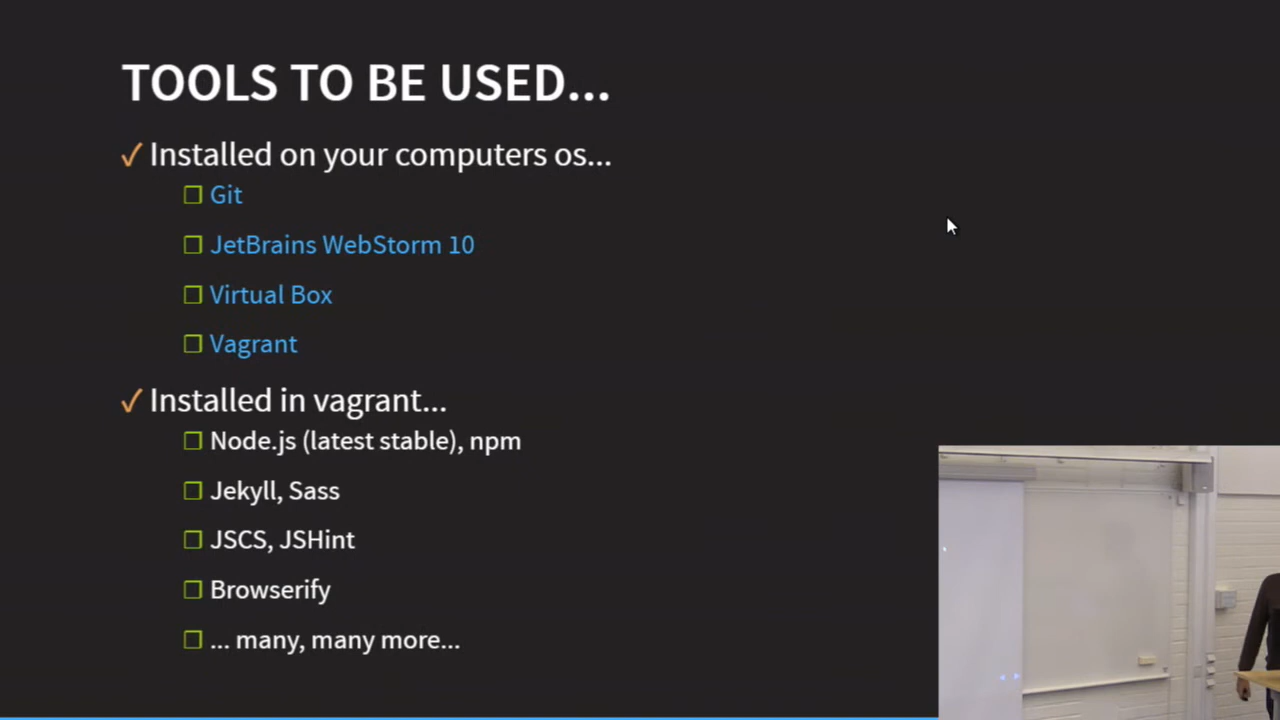 TOOLS TO BE USED...
✓ Installed on your computers os...
❐ Git
❐ JetBrains WebStorm 10
❐ Virtual Box
❐ Vagrant
✓ Installed in vagrant...
❐ Node.js (latest stable), npm
❐ Jekyll, Sass
❐ JSCS, JSHint
❐ Browserify
❐ ... many, many more...